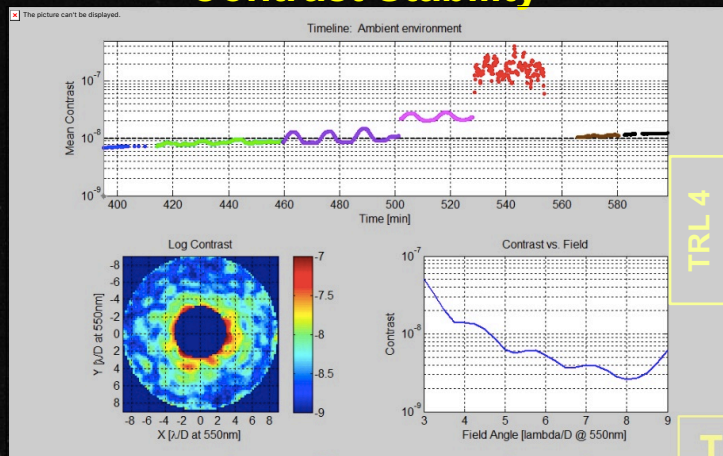 Contrast Stability
The picture can't be displayed.
Timeline: Ambient environment
Mean Contrast
10^-7
10^-8
10^-9
400 420 440 460 480 500 520 540 560 580
Time [min]
Log Contrast
Y [λ/D at 550nm]
-8
-6
-4
-2
0
2
4
6
8
-8 -6 -4 -2 0 2 4 6 8
X [λ/D at 550nm]
-7
-7.5
-8
-8.5
-9
Contrast vs. Field
Contrast
10^-7
10^-8
10^-9
3 4 5 6 7 8 9
Field Angle [lambda/D @ 550nm]
TRL 4
T